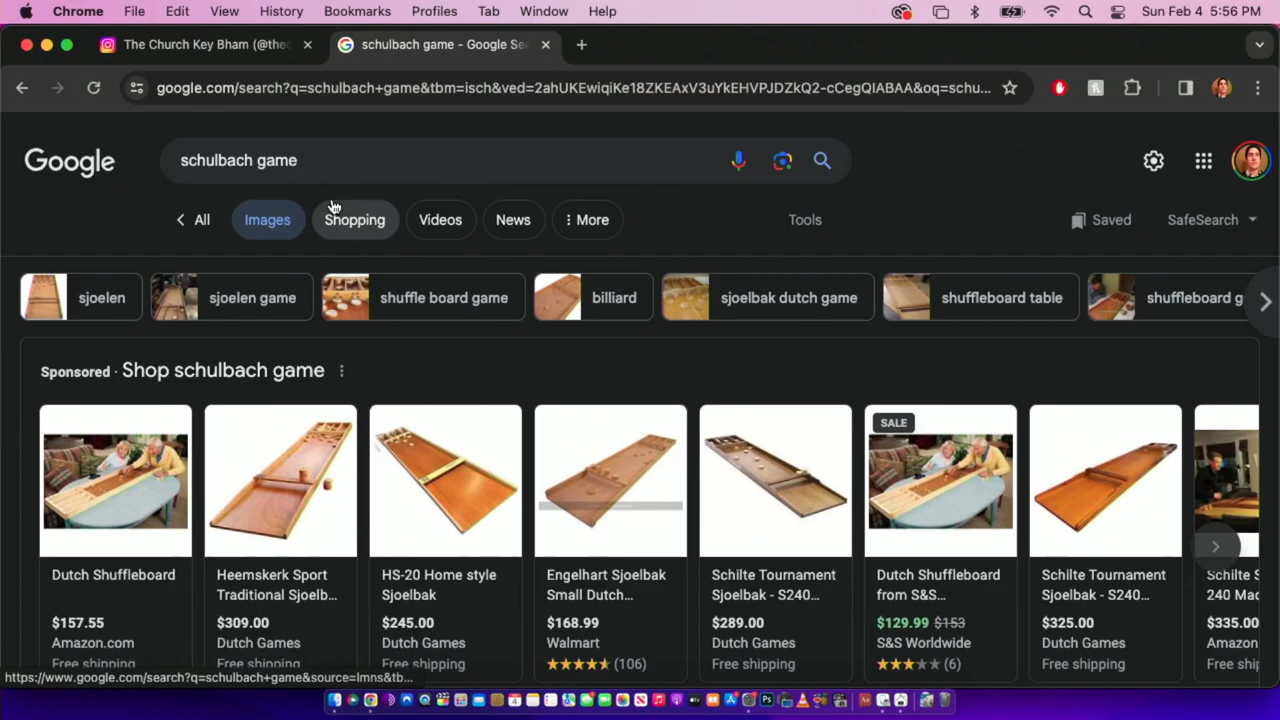 Chrome File Edit View History Bookmarks Profiles Tab Window Help Sun Feb 4 5:56 PM
The Church Key Bham (@thec schulbach game - Google Sea
google.com/search?q=schulbach+game&tbm=isch&ved=2ahUKEwiqiKe18ZKEAxV3uYkEHVPJDZkQ2-cCegQIABAA&oq=schu...
Google schulbach game
All Images Shopping Videos News More Tools Saved SafeSearch
sjoelen sjoelen game shuffle board game billiard sjoelbak dutch game shuffleboard table shuffleboard g
Sponsored · Shop schulbach game
SALE
Dutch Shuffleboard Heemskerk Sport HS-20 Home style Engelhart Sjoelbak Schilte Tournament Dutch Shuffleboard Schilte Tournament Schilte S
Traditional Sjoelb... Sjoelbak Small Dutch... Sjoelbak - S240... from S&S... Sjoelbak - S240... 240 Mac
$157.55 $309.00 $245.00 $168.99 $289.00 $129.99 $153 $325.00 $335.00
Amazon.com Dutch Games Dutch Games Walmart Dutch Games S&S Worldwide Dutch Games Dutch Ga
Free shipping Free shipping Free shipping (106) Free shipping (6) Free shipping Free ship
https://www.google.com/search?q=schulbach+game&source=lmns&tb...